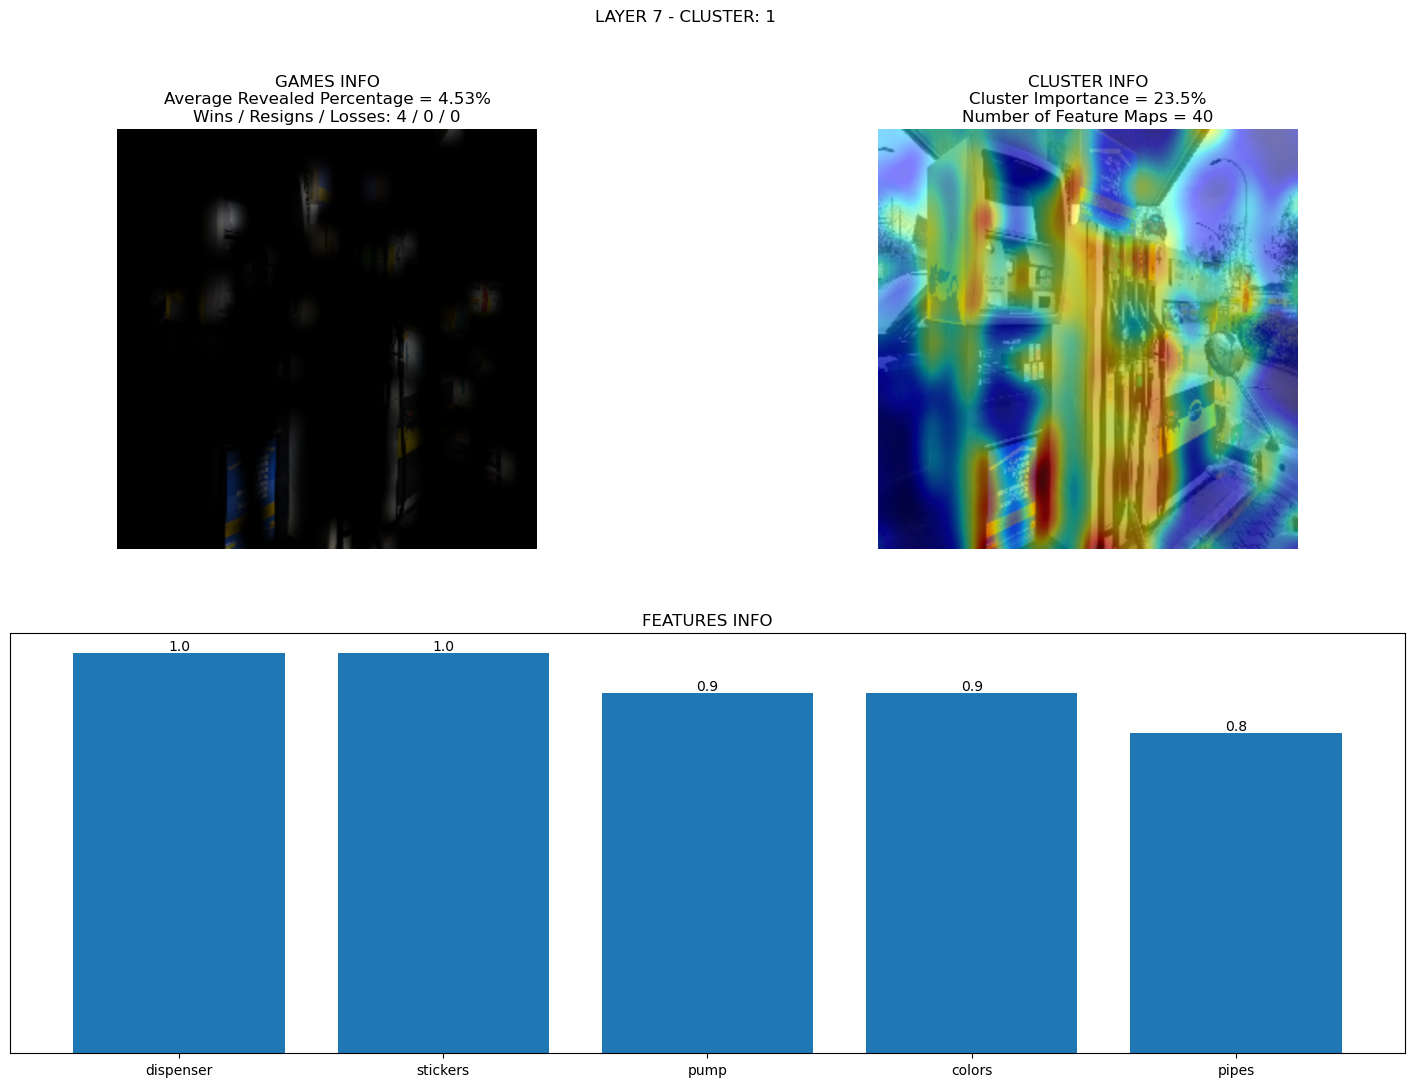 LAYER 7 - CLUSTER: 1
GAMES INFO
Average Revealed Percentage = 4.53%
Wins / Resigns / Losses: 4 / 0 / 0
CLUSTER INFO
Cluster Importance = 23.5%
Number of Feature Maps = 40
FEATURES INFO
1.0
1.0
0.9
0.9
0.8
dispenser
stickers
pump
colors
pipes